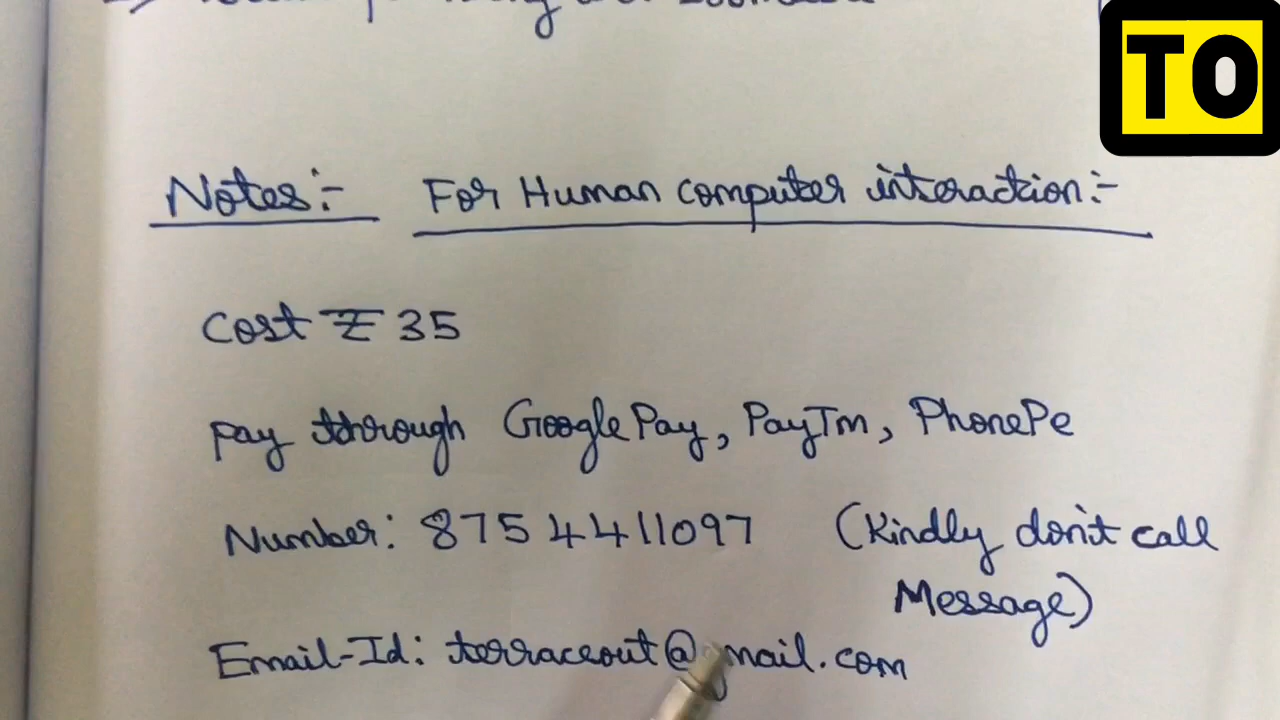 TO
Notes:- For Human computer interaction:-
Cost ₹ 35
Pay through GooglePay, PayTm, PhonePe
Number: 8754411097 (Kindly don't call
Message)
Email-Id: terraceout@gmail.com